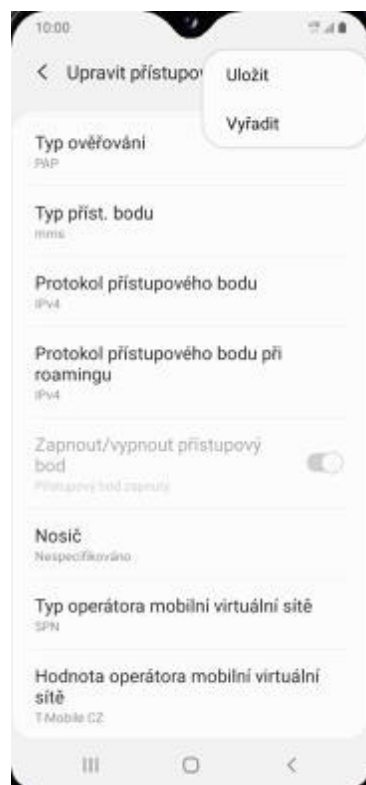 10:00
Upravit přístupo
Uložit
Vyřadit
Typ ověřování
PAP
Typ příst. bodu
mms
Protokol přístupového bodu
IPv4
Protokol přístupového bodu při
roamingu
IPv4
Zapnout/vypnout přístupový
bod
Přístupový bod zapnutý
Nosič
Nespecifikováno
Typ operátora mobilní virtuální sítě
SPN
Hodnota operátora mobilní virtuální
sítě
T-Mobile CZ